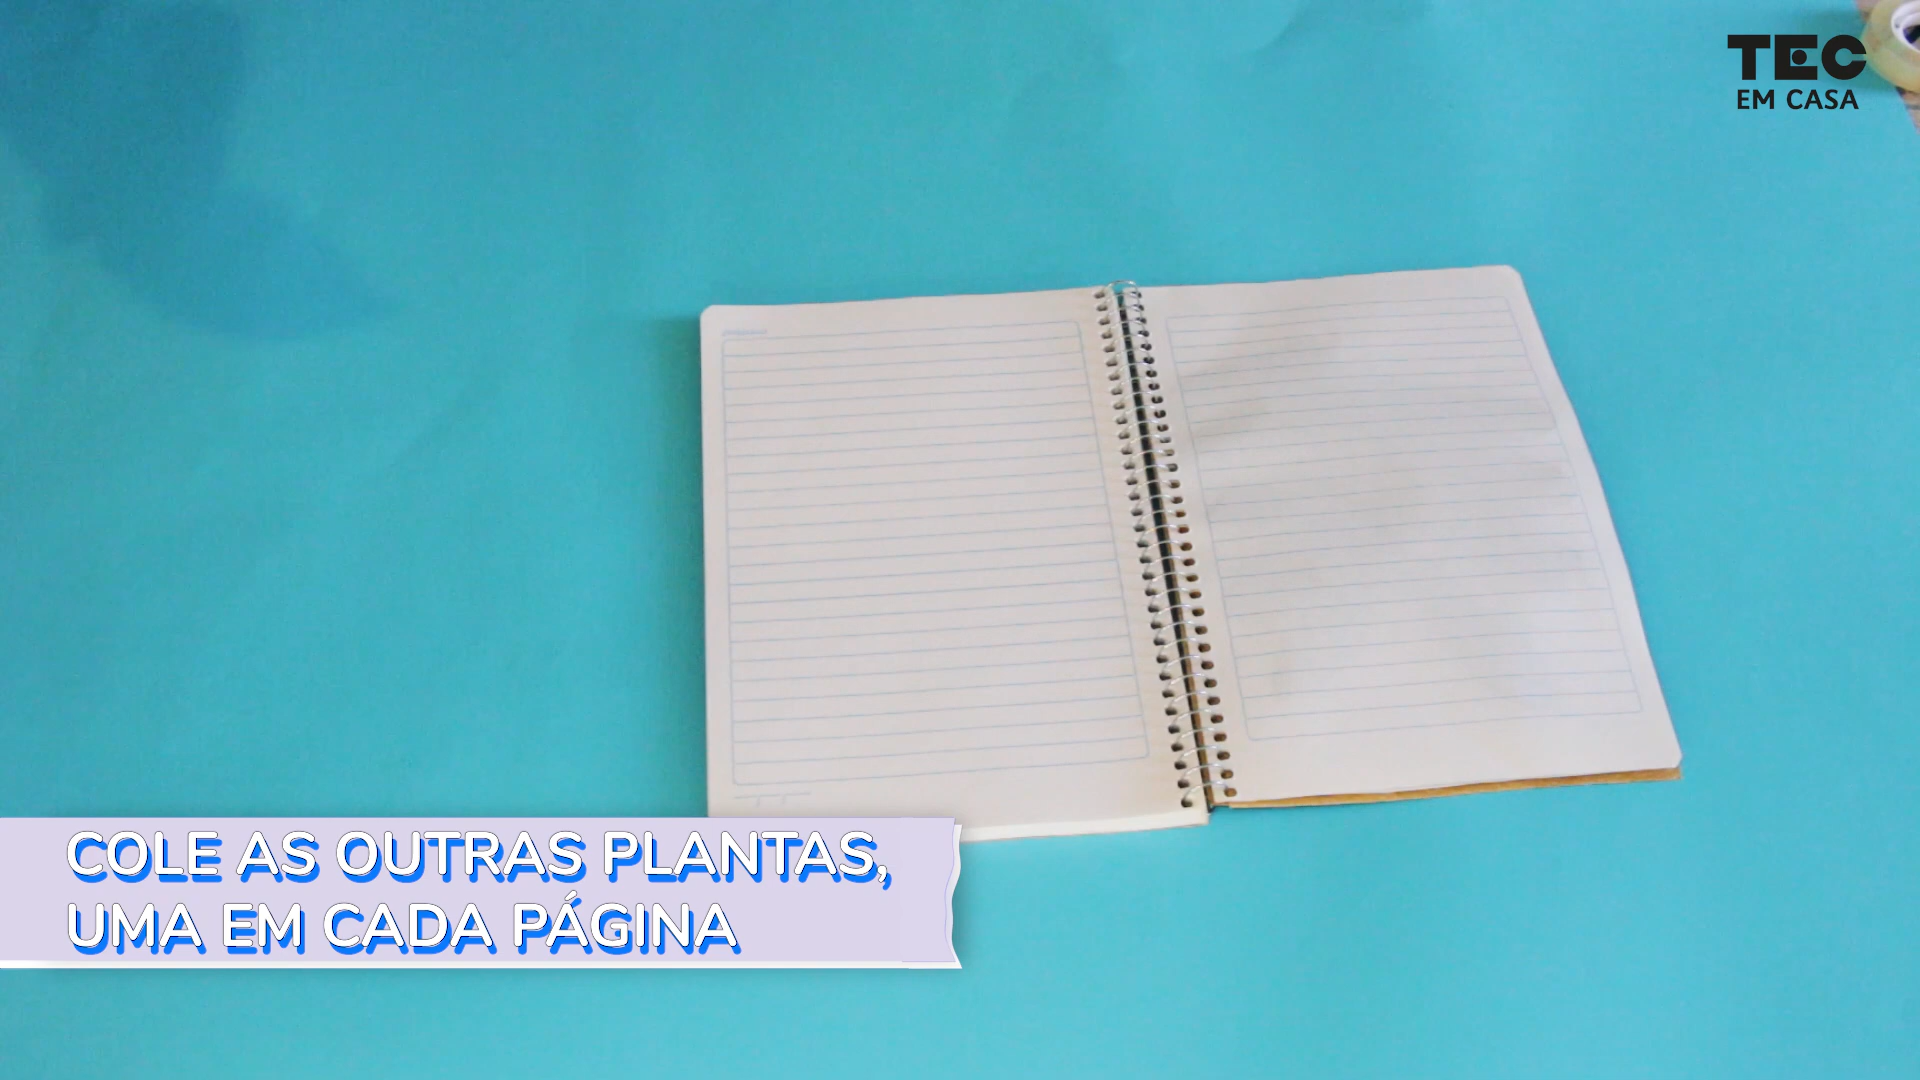 TEC
EM CASA
COLE AS OUTRAS PLANTAS,
UMA EM CADA PÁGINA